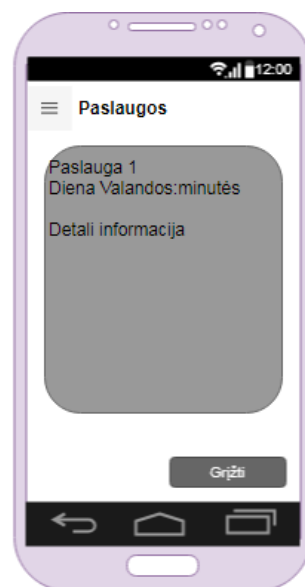 12:00
Paslaugos
Paslauga 1
Diena Valandos:minutės
Detali informacija
Grįžti